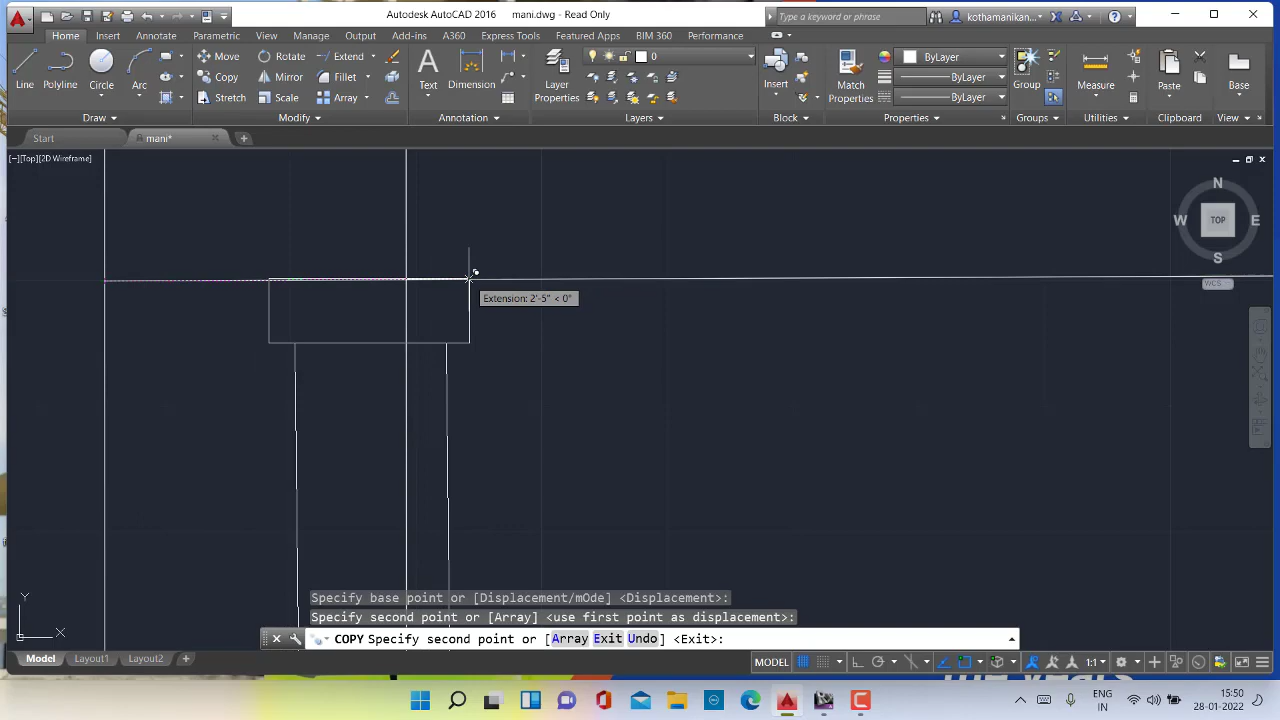 Autodesk AutoCAD 2016 mani.dwg - Read Only
Type a keyword or phrase
kothamanikan...
Home Insert Annotate Parametric View Manage Output Add-ins A360 Express Tools Featured Apps BIM 360 Performance
Line Polyline Circle Arc
Move Rotate Extend
Copy Mirror Fillet
Stretch Scale Array
Text Dimension
Layer Properties
0
Insert
Match Properties
ByLayer
ByLayer
ByLayer
Group
Measure
Paste
Base
Draw Modify Annotation Layers Block Properties Groups Utilities Clipboard View
Start mani*
[−][Top][2D Wireframe]
N
W TOP E
S
WCS
Extension: 2'-5" < 0°
Specify base point or [Displacement/mOde] <Displacement>:
Specify second point or [Array] <use first point as displacement>:
COPY Specify second point or [Array Exit Undo] <Exit>:
Y
X
Model Layout1 Layout2
MODEL 1:1
the years
ENG
IN
15:50
28-01-2022